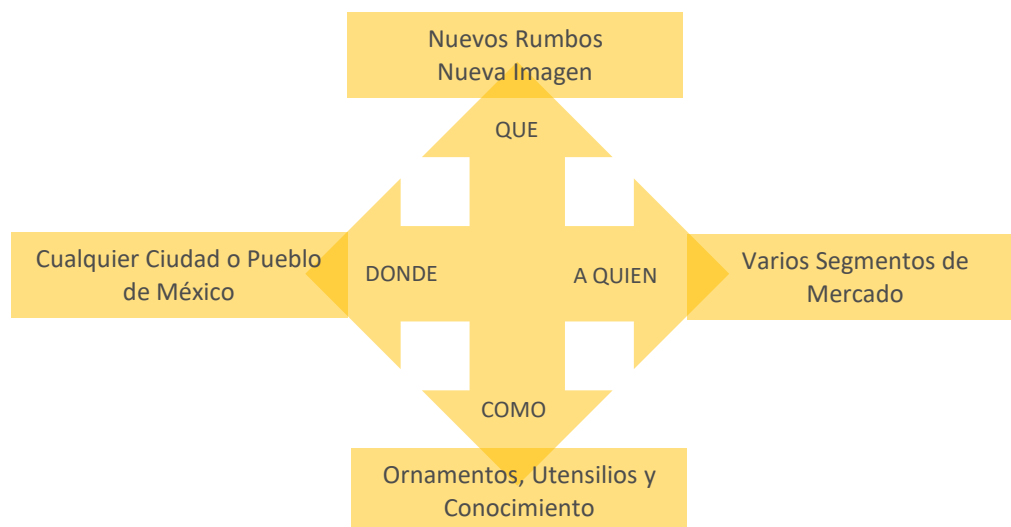 Nuevos Rumbos
Nueva Imagen
QUE
Cualquier Ciudad o Pueblo
de México
DONDE
A QUIEN
Varios Segmentos de
Mercado
COMO
Ornamentos, Utensilios y
Conocimiento